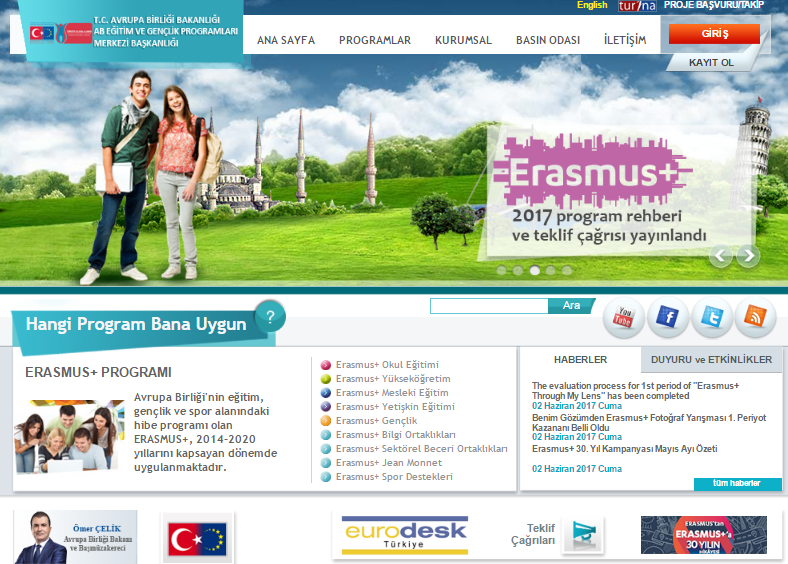 English
turna
PROJE BAŞVURU/TAKİP
T.C. AVRUPA BİRLİĞİ BAKANLIĞI
AB EĞİTİM VE GENÇLİK PROGRAMLARI
MERKEZİ BAŞKANLIĞI
ANA SAYFA
PROGRAMLAR
KURUMSAL
BASIN ODASI
İLETİŞİM
GİRİŞ
KAYIT OL
Erasmus+
2017 program rehberi
ve teklif çağrısı yayınlandı
Ara
You
Tube
Hangi Program Bana Uygun
?
ERASMUS+ PROGRAMI
Avrupa Birliği'nin eğitim,
gençlik ve spor alanındaki
hibe programı olan
ERASMUS+, 2014-2020
yıllarını kapsayan dönemde
uygulanmaktadır.
Erasmus+ Okul Eğitimi
Erasmus+ Yükseköğretim
Erasmus+ Mesleki Eğitim
Erasmus+ Yetişkin Eğitimi
Erasmus+ Gençlik
Erasmus+ Bilgi Ortaklıkları
Erasmus+ Sektörel Beceri Ortaklıkları
Erasmus+ Jean Monnet
Erasmus+ Spor Destekleri
HABERLER
DUYURU ve ETKİNLİKLER
The evaluation process for 1st period of "Erasmus+
Through My Lens" has been completed
02 Haziran 2017 Cuma
Benim Gözümden Erasmus+ Fotoğraf Yarışması 1. Periyot
Kazananı Belli Oldu
02 Haziran 2017 Cuma
Erasmus+ 30. Yıl Kampanyası Mayıs Ayı Özeti
02 Haziran 2017 Cuma
tüm haberler
Ömer ÇELİK
Avrupa Birliği Bakanı
ve Başmüzakereci
eurodesk
Türkiye
Teklif
Çağrıları
ERASMUS'tan
ERASMUS+'a
30 YILIN
HİKÂYESİ